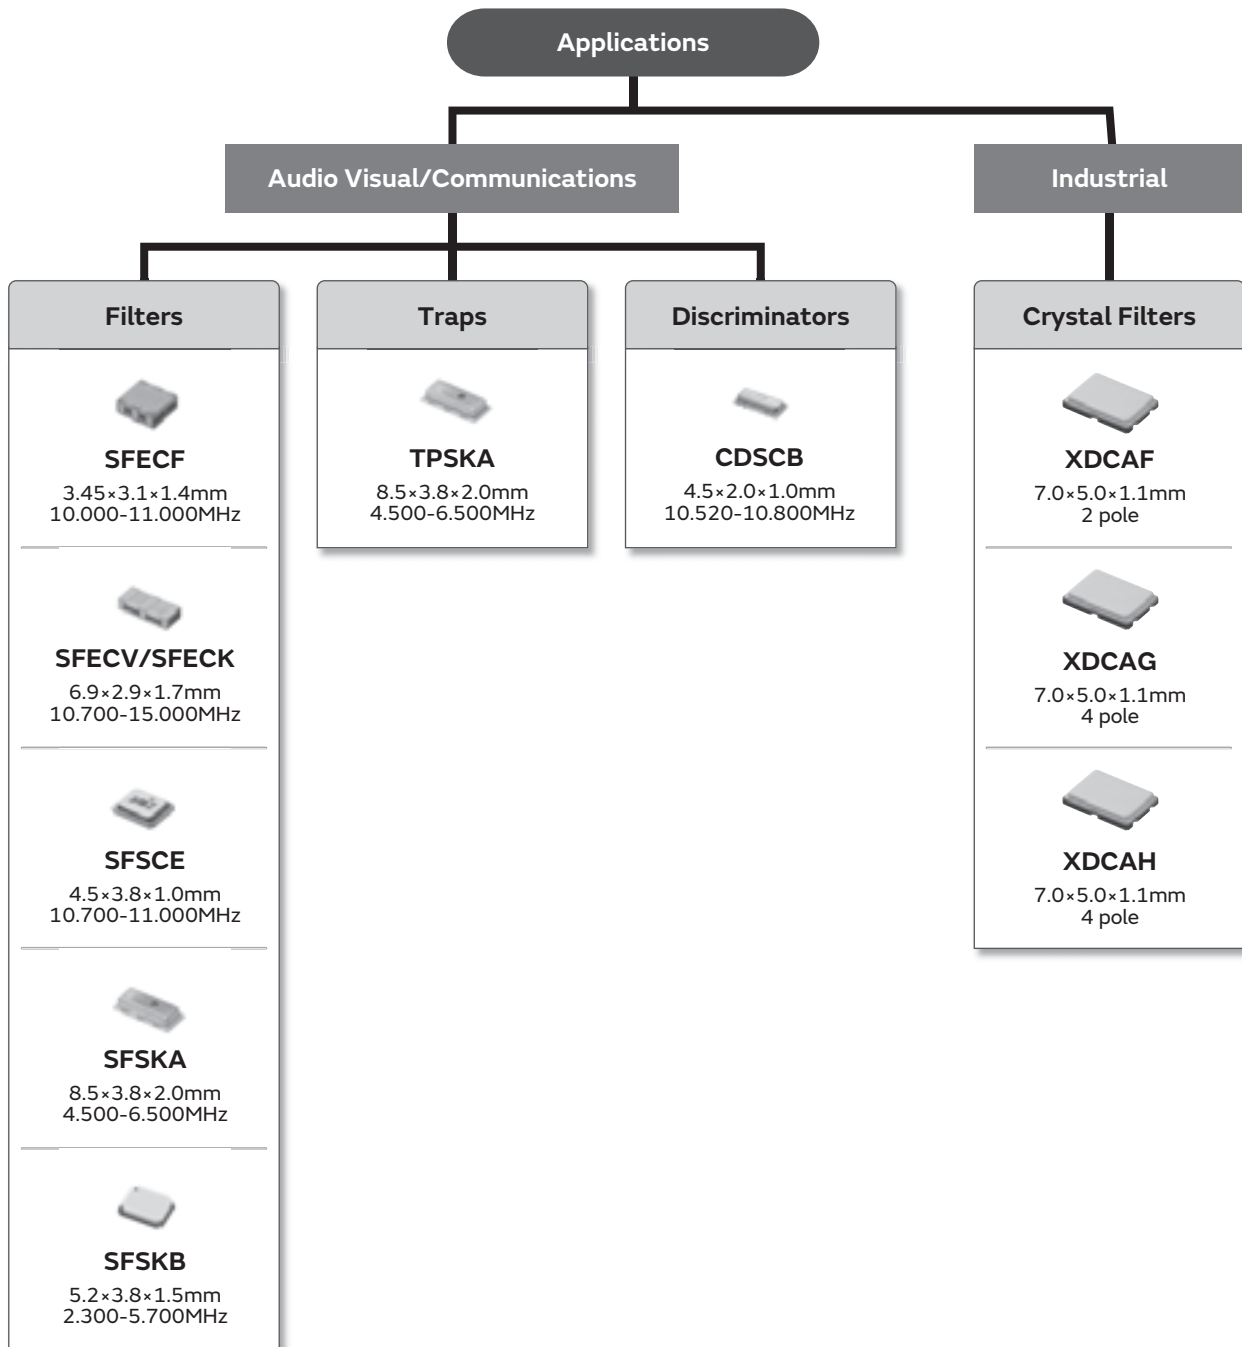 Applications
Audio Visual/Communications
Industrial
Filters
Traps
Discriminators
Crystal Filters
SFECF
3.45×3.1×1.4mm
10.000-11.000MHz
SFECV/SFECK
6.9×2.9×1.7mm
10.700-15.000MHz
SFSCE
4.5×3.8×1.0mm
10.700-11.000MHz
SFSKA
8.5×3.8×2.0mm
4.500-6.500MHz
SFSKB
5.2×3.8×1.5mm
2.300-5.700MHz
TPSKA
8.5×3.8×2.0mm
4.500-6.500MHz
CDSCB
4.5×2.0×1.0mm
10.520-10.800MHz
XDCAF
7.0×5.0×1.1mm
2 pole
XDCAG
7.0×5.0×1.1mm
4 pole
XDCAH
7.0×5.0×1.1mm
4 pole